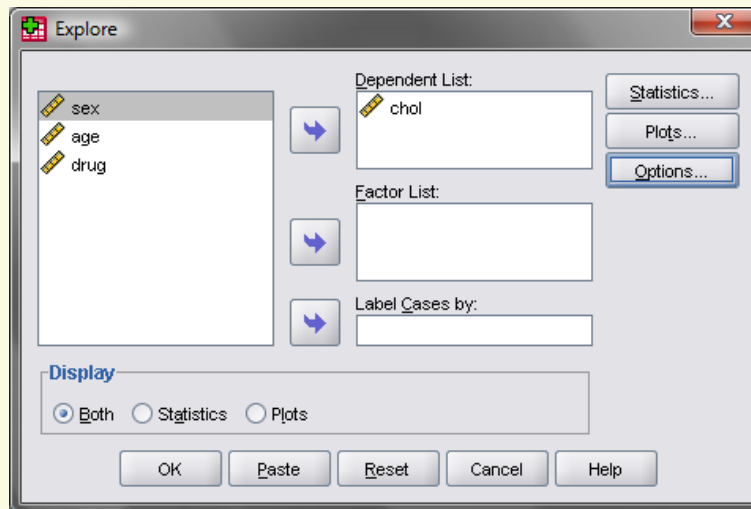 Explore
sex
age
drug
Dependent List:
chol
Factor List:
Label Cases by:
Statistics...
Plots...
Options...
Display
Both
Statistics
Plots
OK
Paste
Reset
Cancel
Help